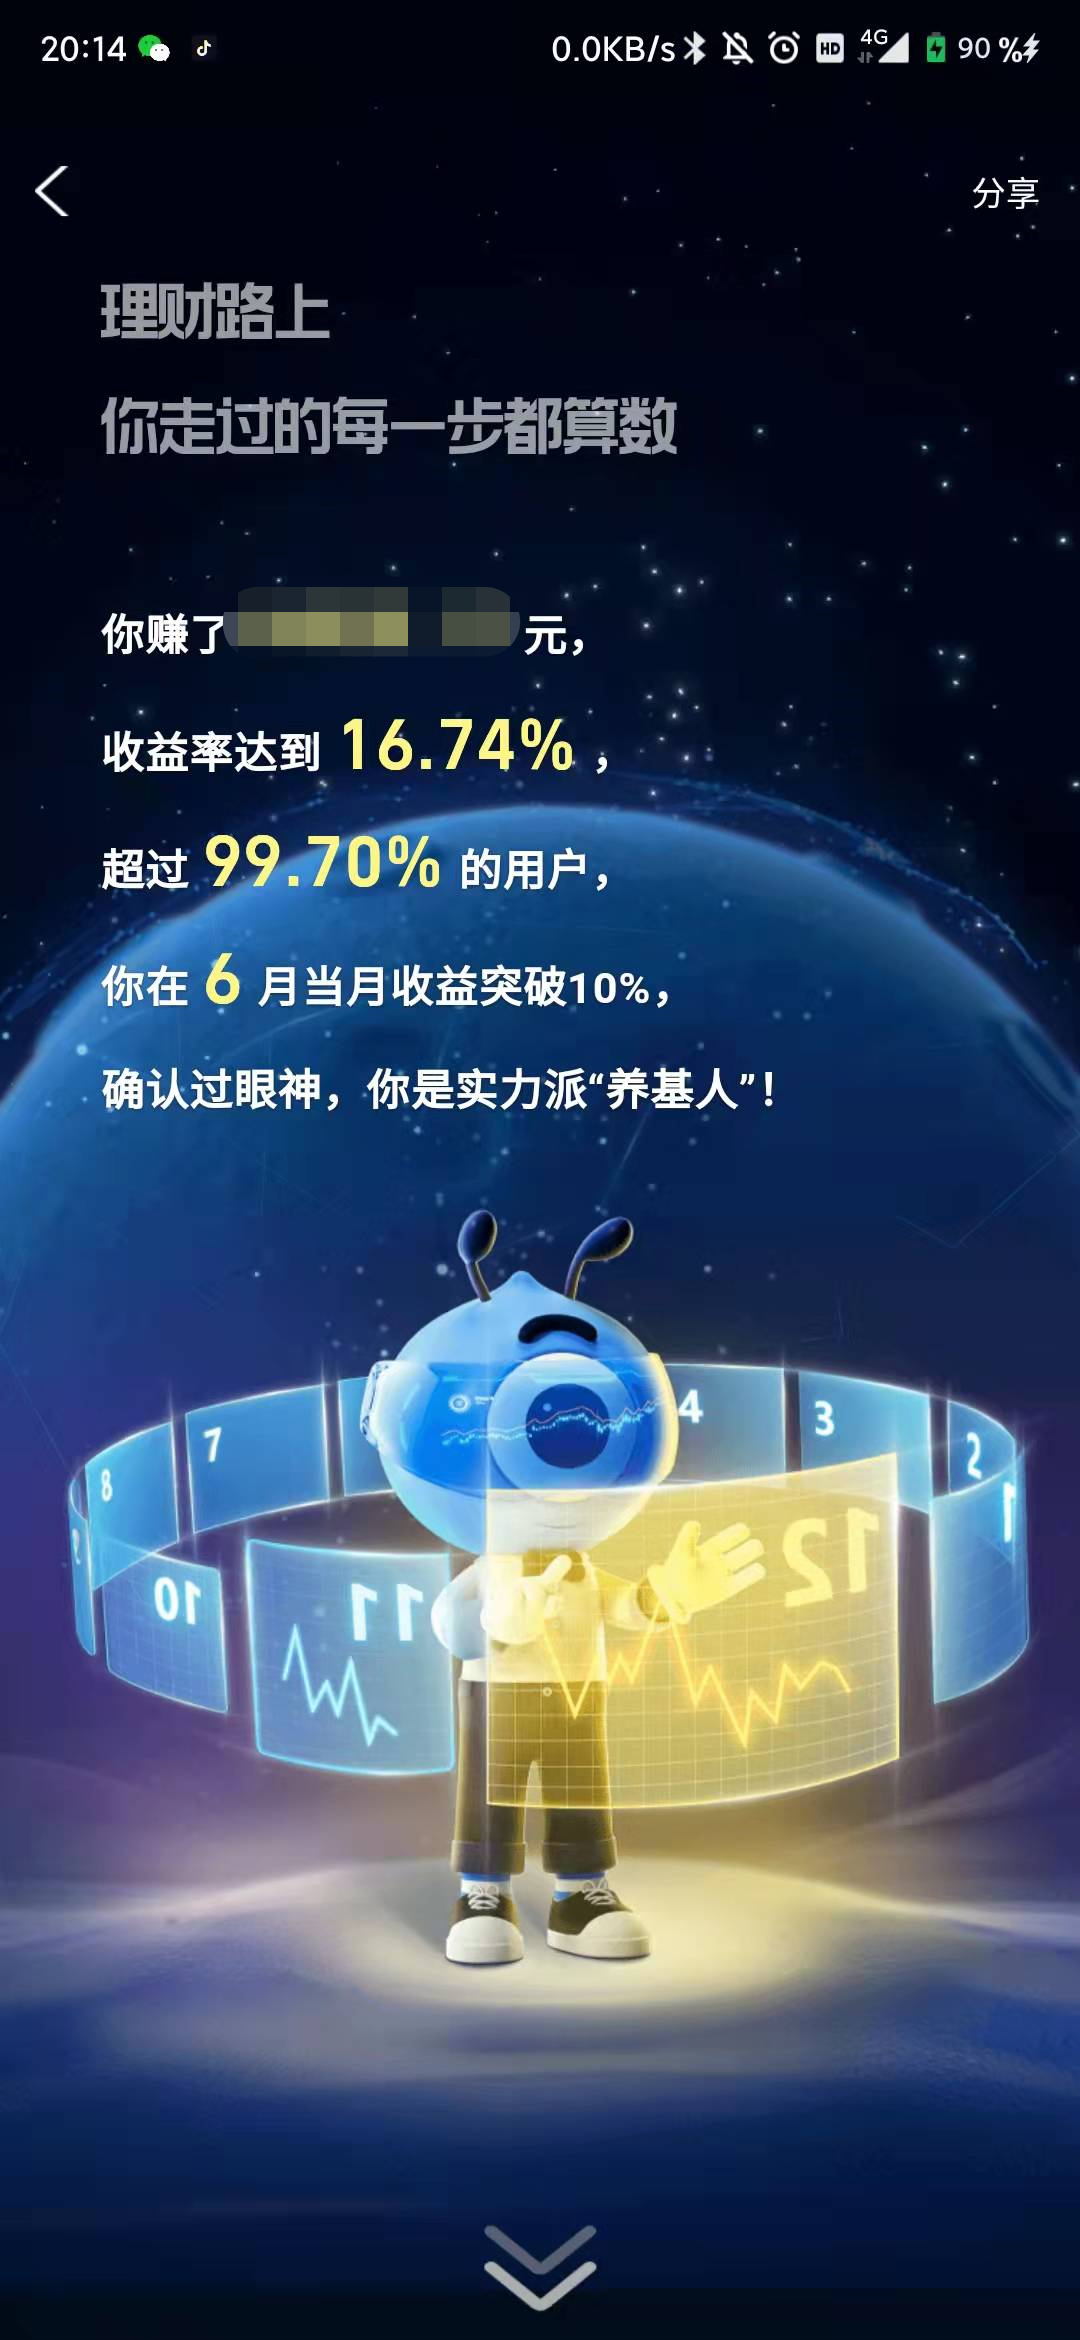 20:14 0.0KB/s HD 4G 90 %
分享
理财路上
你走过的每一步都算数
你赚了 元，
收益率达到 16.74%，
超过 99.70% 的用户，
你在 6 月当月收益突破10%，
确认过眼神，你是实力派“养基人”！
7 4 3 2
8 1
9 10 11 12